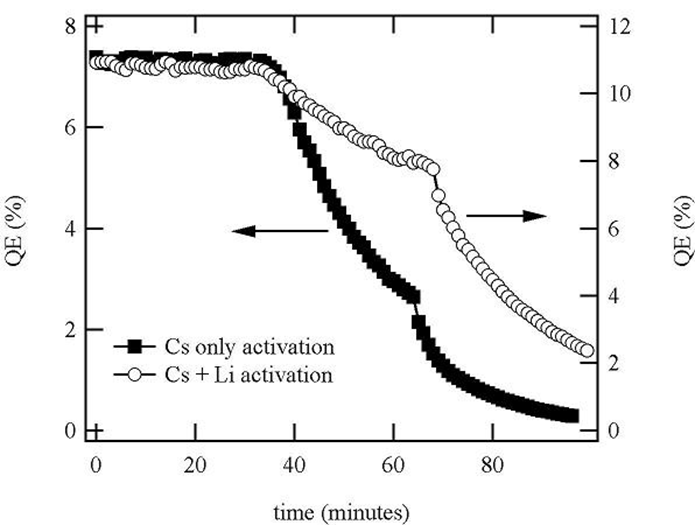 8
6
4
2
0
QE (%)
12
10
8
6
4
2
0
QE (%)
Cs only activation
Cs + Li activation
0 20 40 60 80
time (minutes)